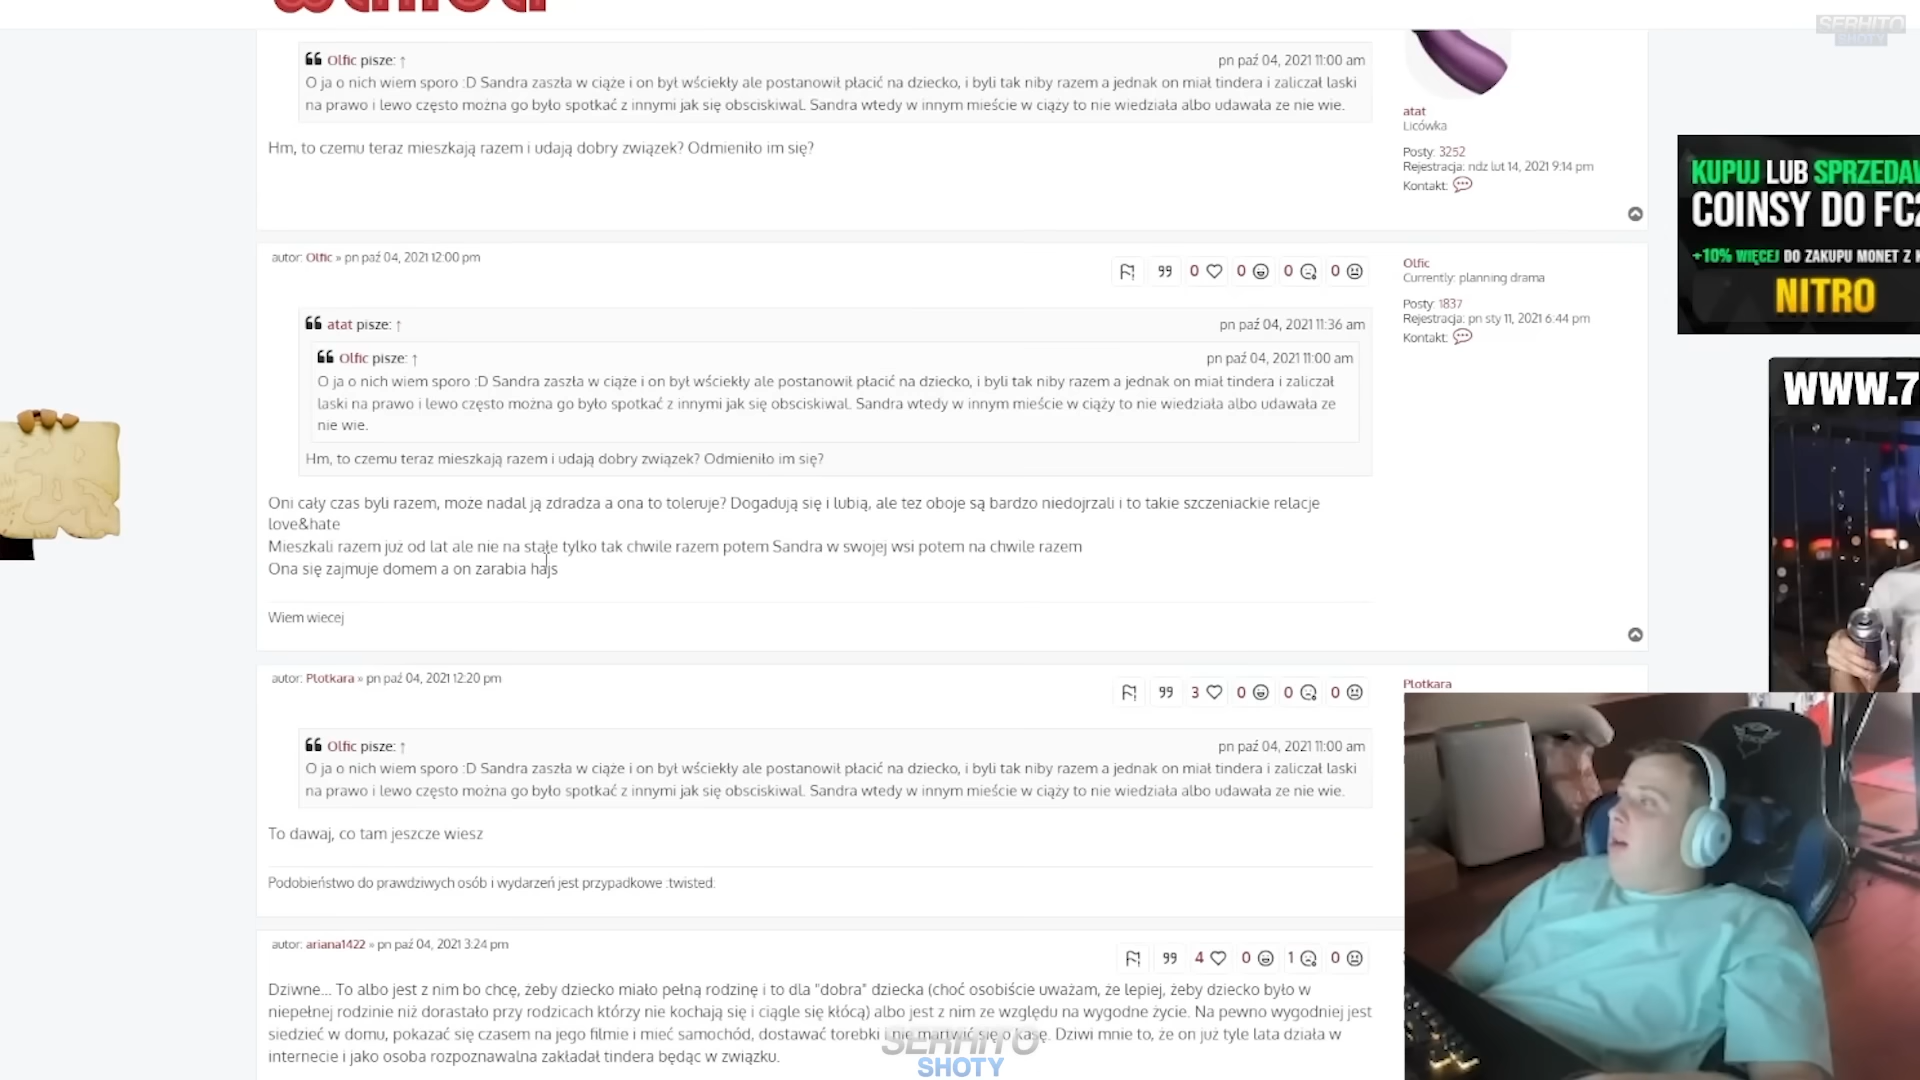 SERHITO
SHOTY
Olfic pisze: ↑
pn paź 04, 2021 11:00 am
O ja o nich wiem sporo :D Sandra zaszła w ciąże i on był wściekły ale postanowił płacić na dziecko, i byli tak niby razem a jednak on miał tindera i zaliczał laski
na prawo i lewo często można go było spotkać z innymi jak się obsciskiwal. Sandra wtedy w innym mieście w ciąży to nie wiedziała albo udawała ze nie wie.
Hm, to czemu teraz mieszkają razem i udają dobry związek? Odmieniło im się?
atat
Licówka
Posty: 3252
Rejestracja: ndz lut 14, 2021 9:14 pm
Kontakt:
KUPUJ LUB
COINSY DO
+10% WIĘCEJ DO ZAKUPU MONET Z
NITRO
autor: Olfic » pn paź 04, 2021 12:00 pm
99 0 0 0 0
Olfic
Currently: planning drama
Posty: 1837
Rejestracja: pn sty 11, 2021 6:44 pm
Kontakt:
atat pisze: ↑
pn paź 04, 2021 11:36 am
Olfic pisze: ↑
pn paź 04, 2021 11:00 am
O ja o nich wiem sporo :D Sandra zaszła w ciąże i on był wściekły ale postanowił płacić na dziecko, i byli tak niby razem a jednak on miał tindera i zaliczał
laski na prawo i lewo często można go było spotkać z innymi jak się obsciskiwal. Sandra wtedy w innym mieście w ciąży to nie wiedziała albo udawała ze
nie wie.
Hm, to czemu teraz mieszkają razem i udają dobry związek? Odmieniło im się?
WWW.7
Oni cały czas byli razem, moze nadal ją zdradza a ona to toleruje? Dogadują się i lubią, ale tez oboje są bardzo niedojrzali i to takie szczeniackie relacje
love&hate
Mieszkali razem juz od lat ale nie na stałe tylko tak chwile razem potem Sandra w swojej wsi potem na chwile razem
Ona się zajmuje domem a on zarabia hajs
Wiem wiecej
autor: Plotkara » pn paź 04, 2021 12:20 pm
99 3 0 0 0
Plotkara
Olfic pisze: ↑
pn paź 04, 2021 11:00 am
O ja o nich wiem sporo :D Sandra zaszła w ciąże i on był wściekły ale postanowił płacić na dziecko, i byli tak niby razem a jednak on miał tindera i zaliczał laski
na prawo i lewo często można go było spotkać z innymi jak się obsciskiwal. Sandra wtedy w innym mieście w ciąży to nie wiedziała albo udawała ze nie wie.
To dawaj, co tam jeszcze wiesz
Podobieństwo do prawdziwych osób i wydarzeń jest przypadkowe :twisted:
autor: ariana1422 » pn paź 04, 2021 3:24 pm
99 4 0 1 0
Dziwne... To albo jest z nim bo chcę, żeby dziecko miało pełną rodzinę i to dla "dobra" dziecka (choć osobiście uważam, że lepiej, żeby dziecko było w
niepełnej rodzinie niż dorastało przy rodzicach którzy nie kochają się i ciągle się kłócą) albo jest z nim ze względu na wygodne życie. Na pewno wygodniej jest
siedzieć w domu, pokazać się czasem na jego filmie i mieć samochód, dostawać torebki i nie martwić się o kasę. Dziwi mnie to, że on już tyle lata działa w
internecie i jako osoba rozpoznawalna zakładał tindera będąc w związku.
SERHITO
SHOTY